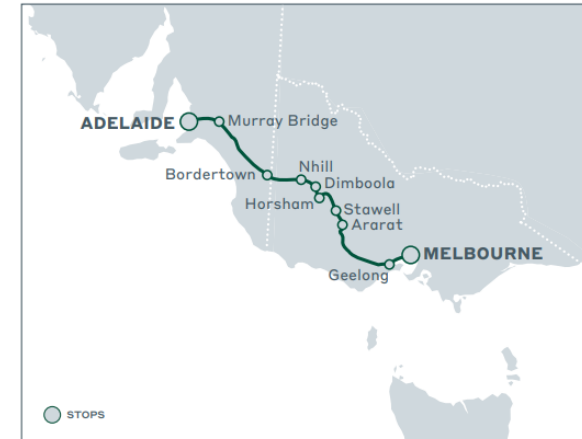 ADELAIDE
Murray Bridge
Bordertown
Nhill
Dimboola
Horsham
Stawell
Ararat
MELBOURNE
Geelong
STOPS